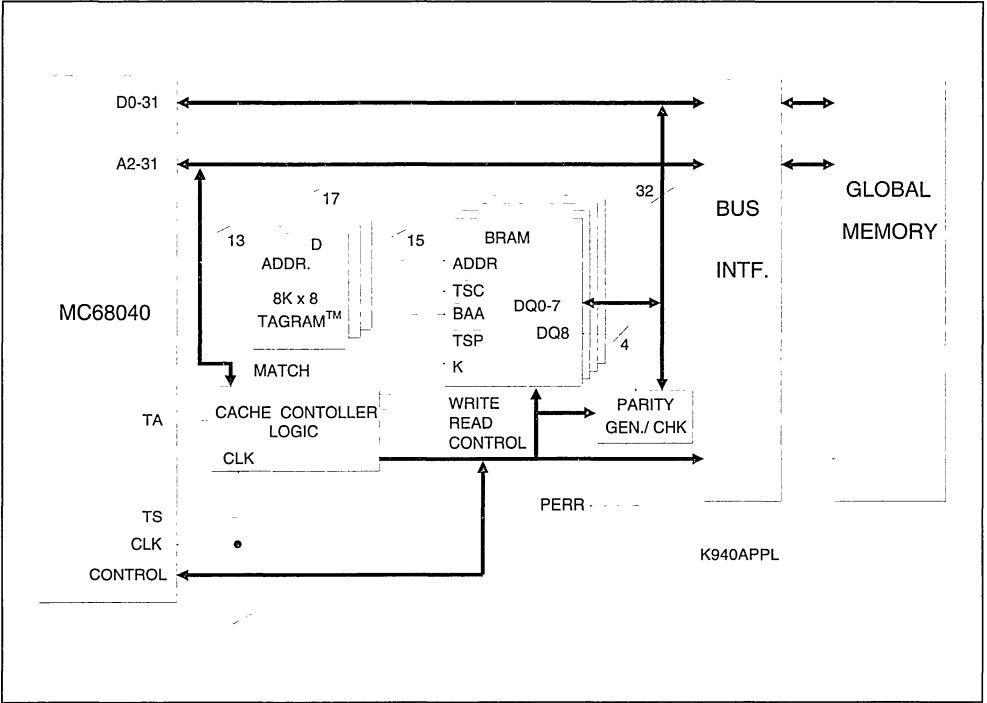 D0-31
A2-31
17
32
13
D
15
BRAM
BUS
GLOBAL
ADDR.
ADDR
MEMORY
8K x 8
TSC
INTF.
TAGRAM™
DQ0-7
MC68040
BAA
DQ8
TSP
4
MATCH
K
CACHE CONTOLLER
LOGIC
WRITE
READ
CONTROL
PARITY
GEN./ CHK
TA
CLK
PERR
TS
CLK
K940APPL
CONTROL